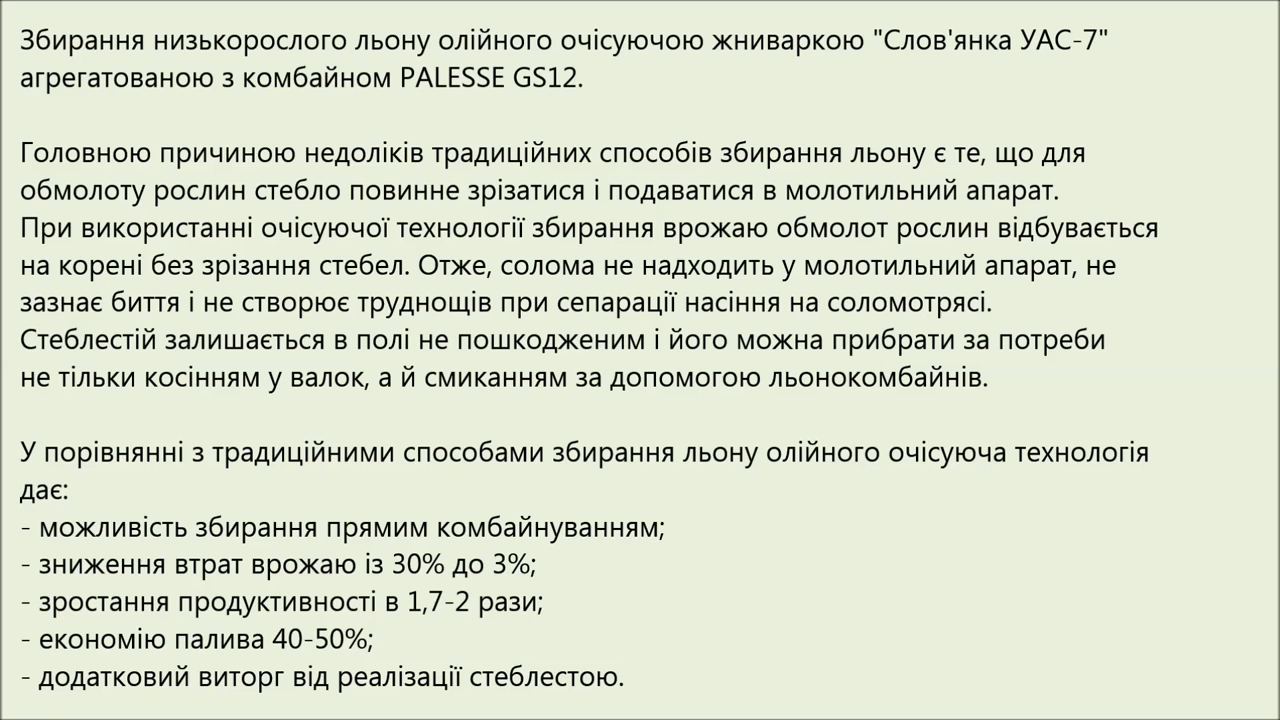 Збирання низькорослого льону олійного очісуючою жниваркою "Слов'янка УАС-7"
агрегатованою з комбайном PALESSE GS12.
Головною причиною недоліків традиційних способів збирання льону є те, що для
обмолоту рослин стебло повинне зрізатися і подаватися в молотильний апарат.
При використанні очісуючої технології збирання врожаю обмолот рослин відбувається
на корені без зрізання стебел. Отже, солома не надходить у молотильний апарат, не
зазнає биття і не створює труднощів при сепарації насіння на соломотрясі.
Стеблестій залишається в полі не пошкодженим і його можна прибрати за потреби
не тільки косінням у валок, а й смиканням за допомогою льонокомбайнів.
У порівнянні з традиційними способами збирання льону олійного очісуюча технологія
дає:
- можливість збирання прямим комбайнуванням;
- зниження втрат врожаю із 30% до 3%;
- зростання продуктивності в 1,7-2 рази;
- економію палива 40-50%;
- додатковий виторг від реалізації стеблестою.